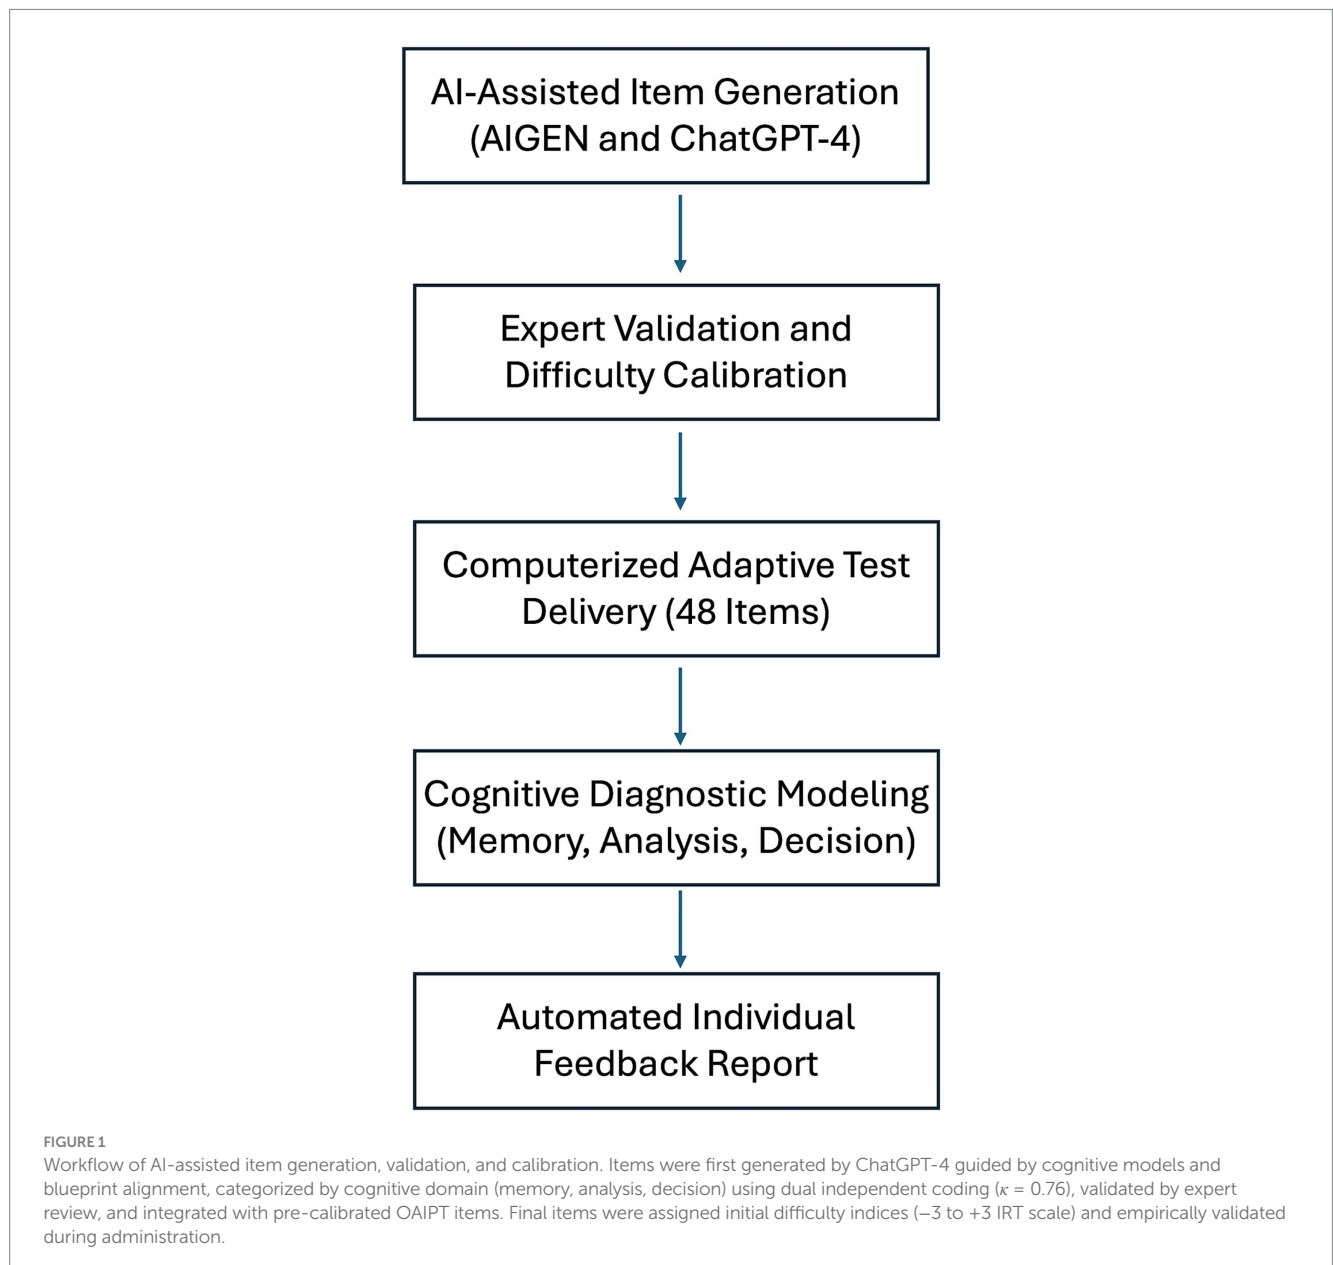 AI-Assisted Item Generation
(AIGEN and ChatGPT-4)
Expert Validation and
Difficulty Calibration
Computerized Adaptive Test
Delivery (48 Items)
Cognitive Diagnostic Modeling
(Memory, Analysis, Decision)
Automated Individual
Feedback Report
FIGURE 1
Workflow of AI-assisted item generation, validation, and calibration. Items were first generated by ChatGPT-4 guided by cognitive models and
blueprint alignment, categorized by cognitive domain (memory, analysis, decision) using dual independent coding (κ = 0.76), validated by expert
review, and integrated with pre-calibrated OAIPT items. Final items were assigned initial difficulty indices (−3 to +3 IRT scale) and empirically validated
during administration.